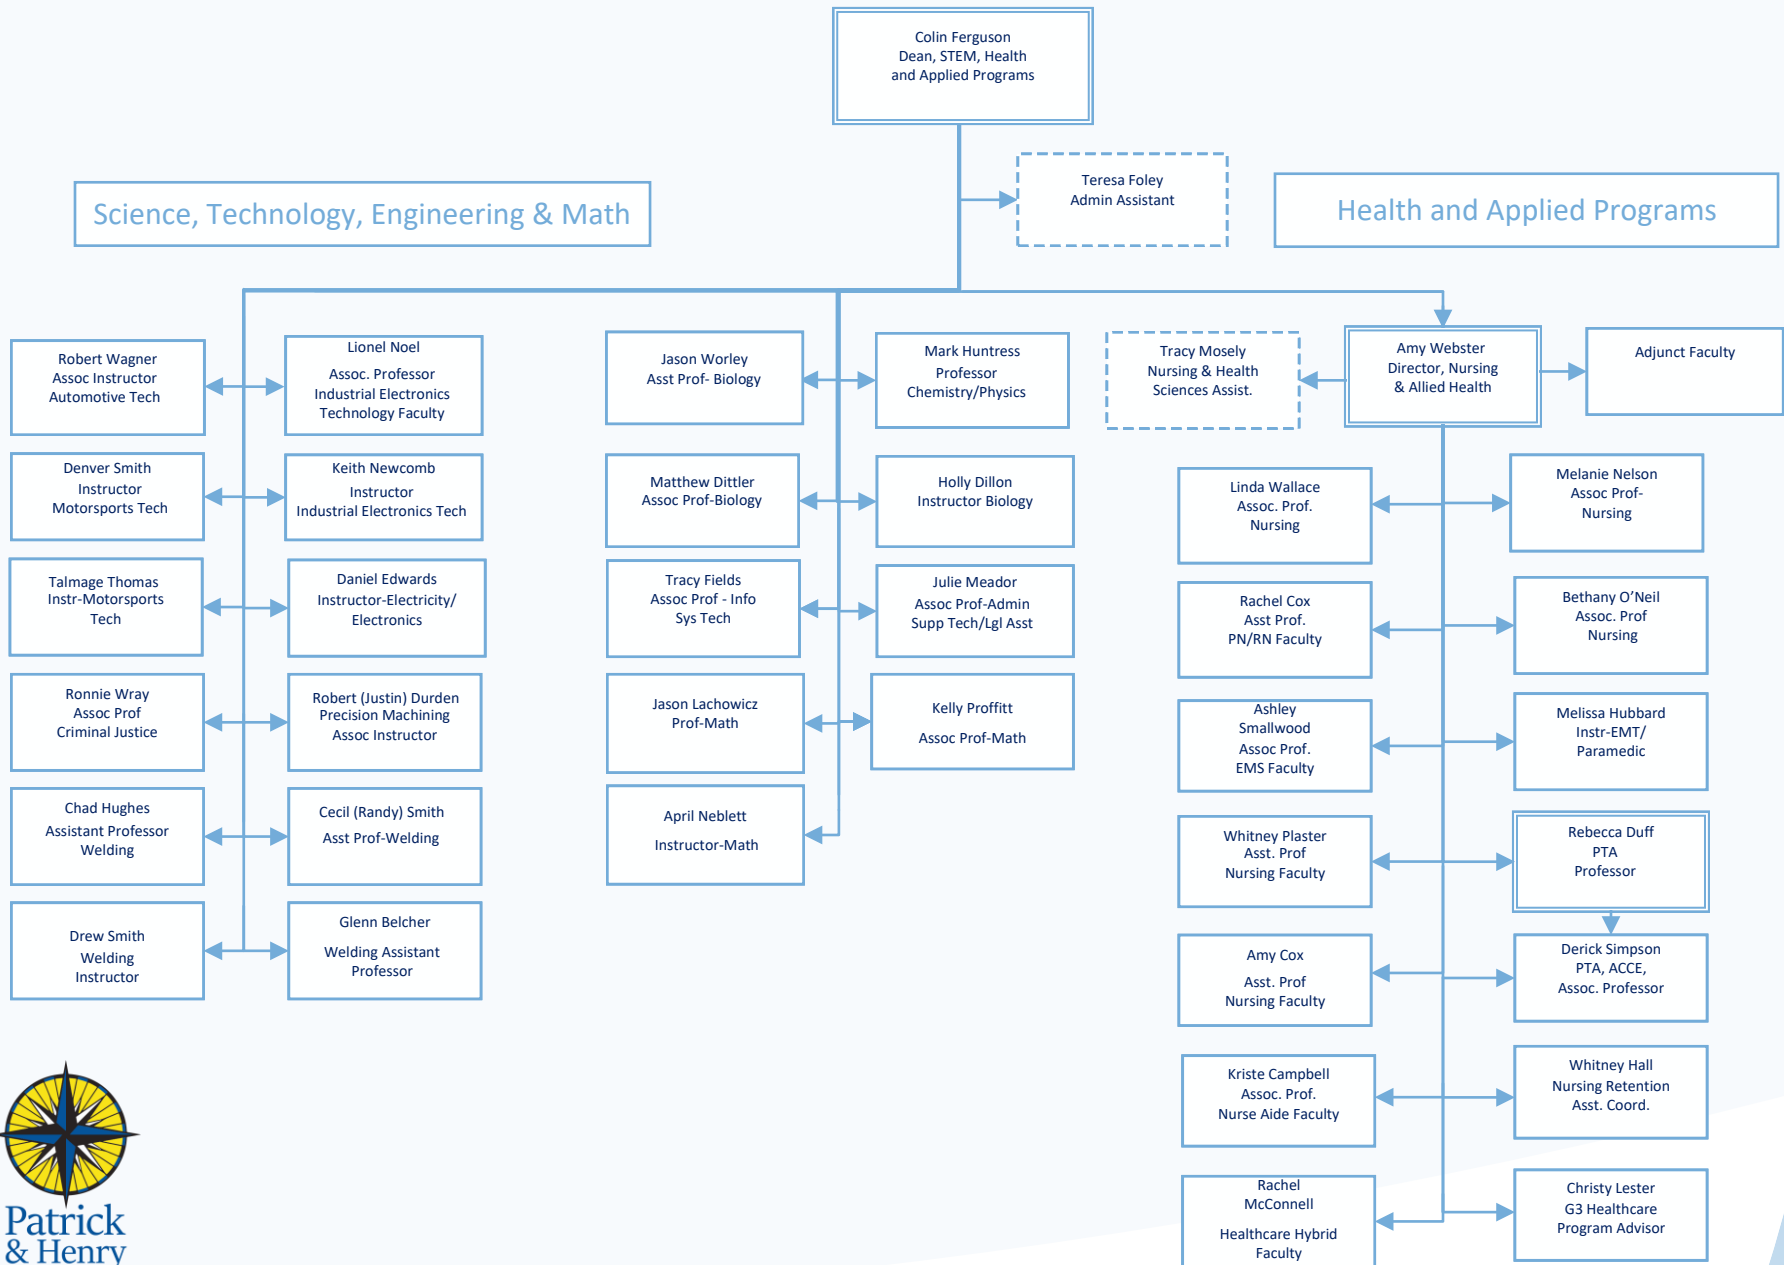 Colin Ferguson
Dean, STEM, Health
and Applied Programs
Teresa Foley
Admin Assistant
Science, Technology, Engineering & Math
Health and Applied Programs
Robert Wagner
Assoc Instructor
Automotive Tech
Lionel Noel
Assoc. Professor
Industrial Electronics
Technology Faculty
Denver Smith
Instructor
Motorsports Tech
Keith Newcomb
Instructor
Industrial Electronics Tech
Talmage Thomas
Instr-Motorsports
Tech
Daniel Edwards
Instructor-Electricity/
Electronics
Ronnie Wray
Assoc Prof
Criminal Justice
Robert (Justin) Durden
Precision Machining
Assoc Instructor
Chad Hughes
Assistant Professor
Welding
Cecil (Randy) Smith
Asst Prof-Welding
Drew Smith
Welding
Instructor
Glenn Belcher
Welding Assistant
Professor
Jason Worley
Asst Prof- Biology
Mark Huntress
Professor
Chemistry/Physics
Matthew Dittler
Assoc Prof-Biology
Holly Dillon
Instructor Biology
Tracy Fields
Assoc Prof - Info
Sys Tech
Julie Meador
Assoc Prof-Admin
Supp Tech/Lgl Asst
Jason Lachowicz
Prof-Math
Kelly Proffitt
Assoc Prof-Math
April Neblett
Instructor-Math
Tracy Mosely
Nursing & Health
Sciences Assist.
Amy Webster
Director, Nursing
& Allied Health
Adjunct Faculty
Linda Wallace
Assoc. Prof.
Nursing
Melanie Nelson
Assoc Prof-
Nursing
Rachel Cox
Asst Prof.
PN/RN Faculty
Bethany O’Neil
Assoc. Prof
Nursing
Ashley
Smallwood
Assoc Prof.
EMS Faculty
Melissa Hubbard
Instr-EMT/
Paramedic
Whitney Plaster
Asst. Prof
Nursing Faculty
Rebecca Duff
PTA
Professor
Amy Cox
Asst. Prof
Nursing Faculty
Derick Simpson
PTA, ACCE,
Assoc. Professor
Kriste Campbell
Assoc. Prof.
Nurse Aide Faculty
Whitney Hall
Nursing Retention
Asst. Coord.
Rachel
McConnell
Healthcare Hybrid
Faculty
Christy Lester
G3 Healthcare
Program Advisor
Patrick
& Henry